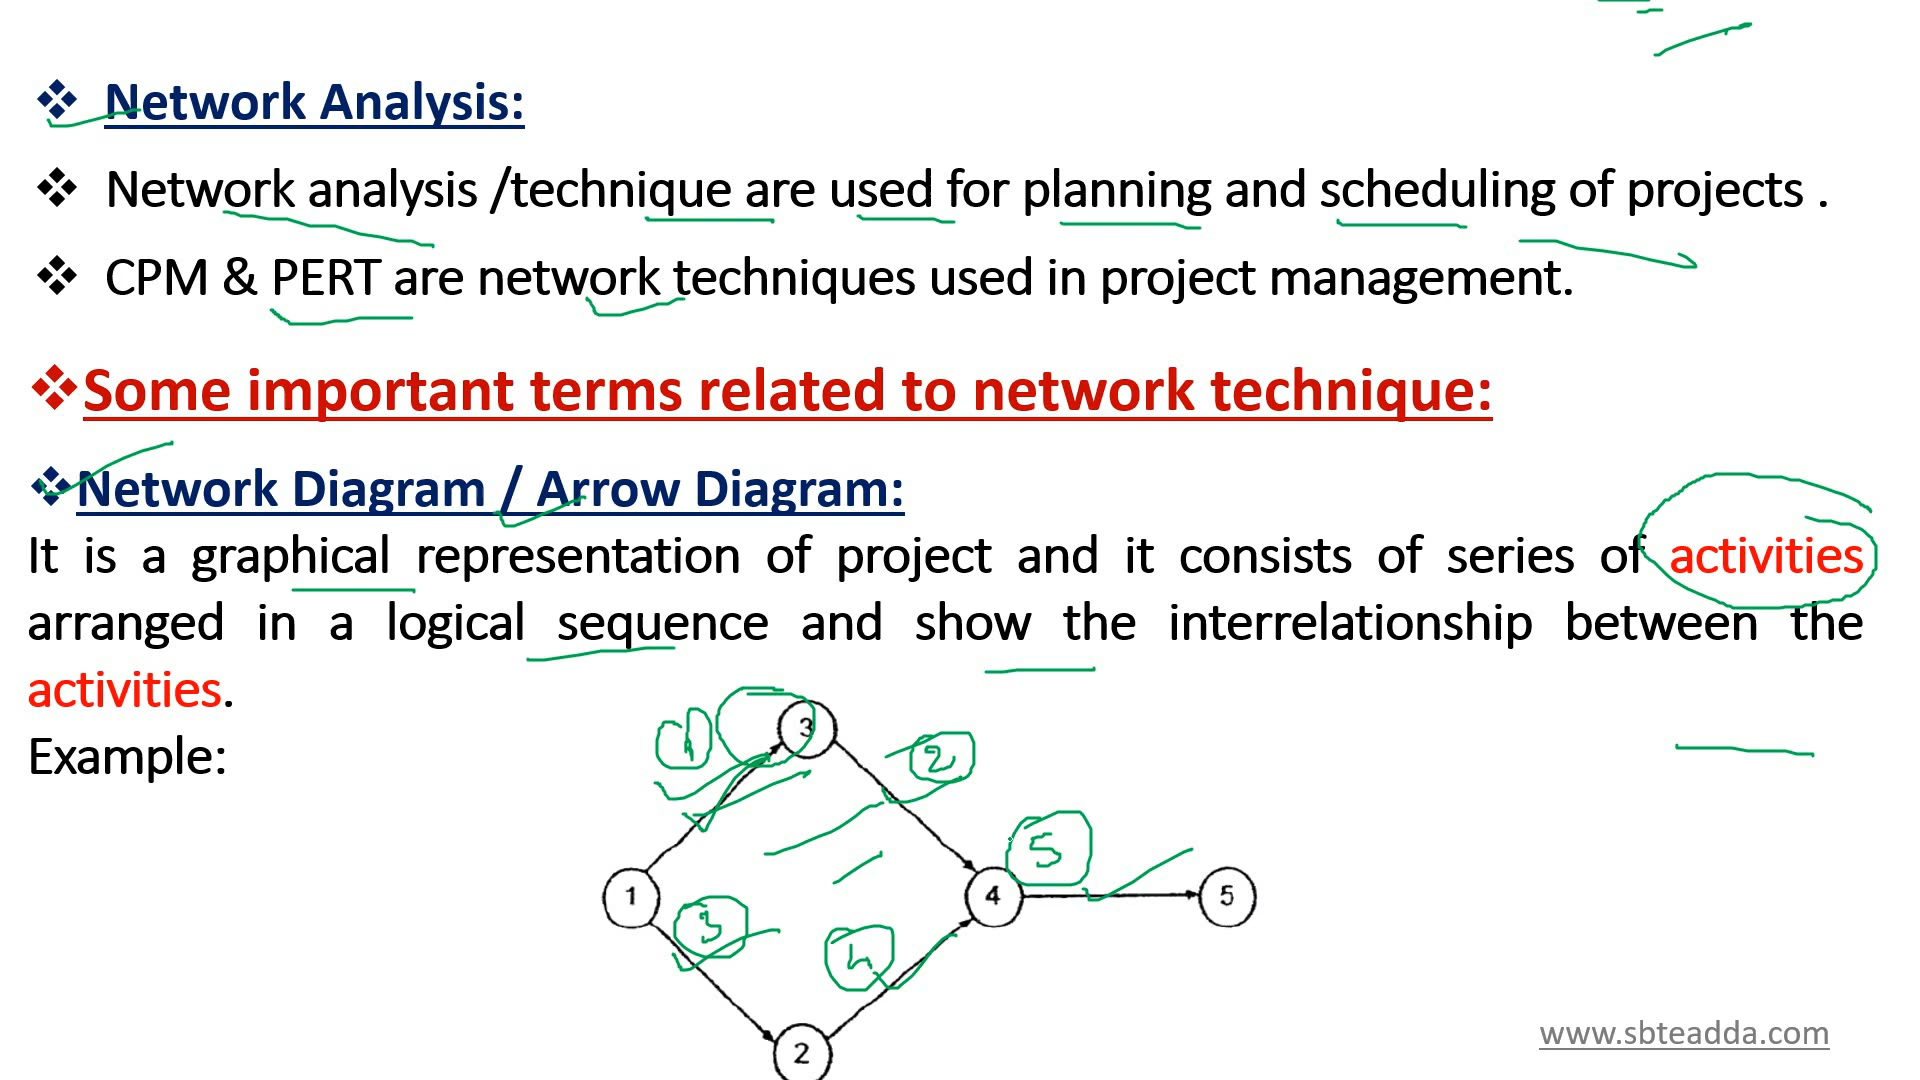 ❖ Network Analysis:
❖ Network analysis /technique are used for planning and scheduling of projects .
❖ CPM & PERT are network techniques used in project management.
❖Some important terms related to network technique:
❖Network Diagram / Arrow Diagram:
It is a graphical representation of project and it consists of series of activities
arranged in a logical sequence and show the interrelationship between the
activities.
Example:
1
3
2
3
5
1
4
5
3
4
2
www.sbteadda.com